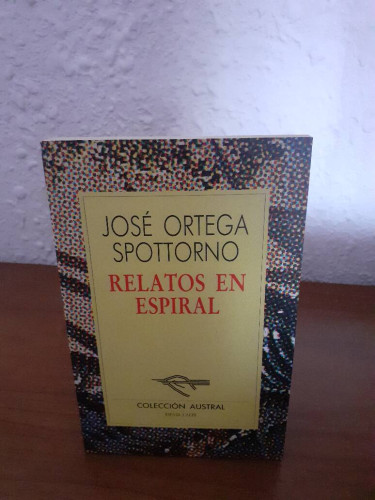 JOSÉ ORTEGA
SPOTTORNO
RELATOS EN
ESPIRAL
COLECCIÓN AUSTRAL